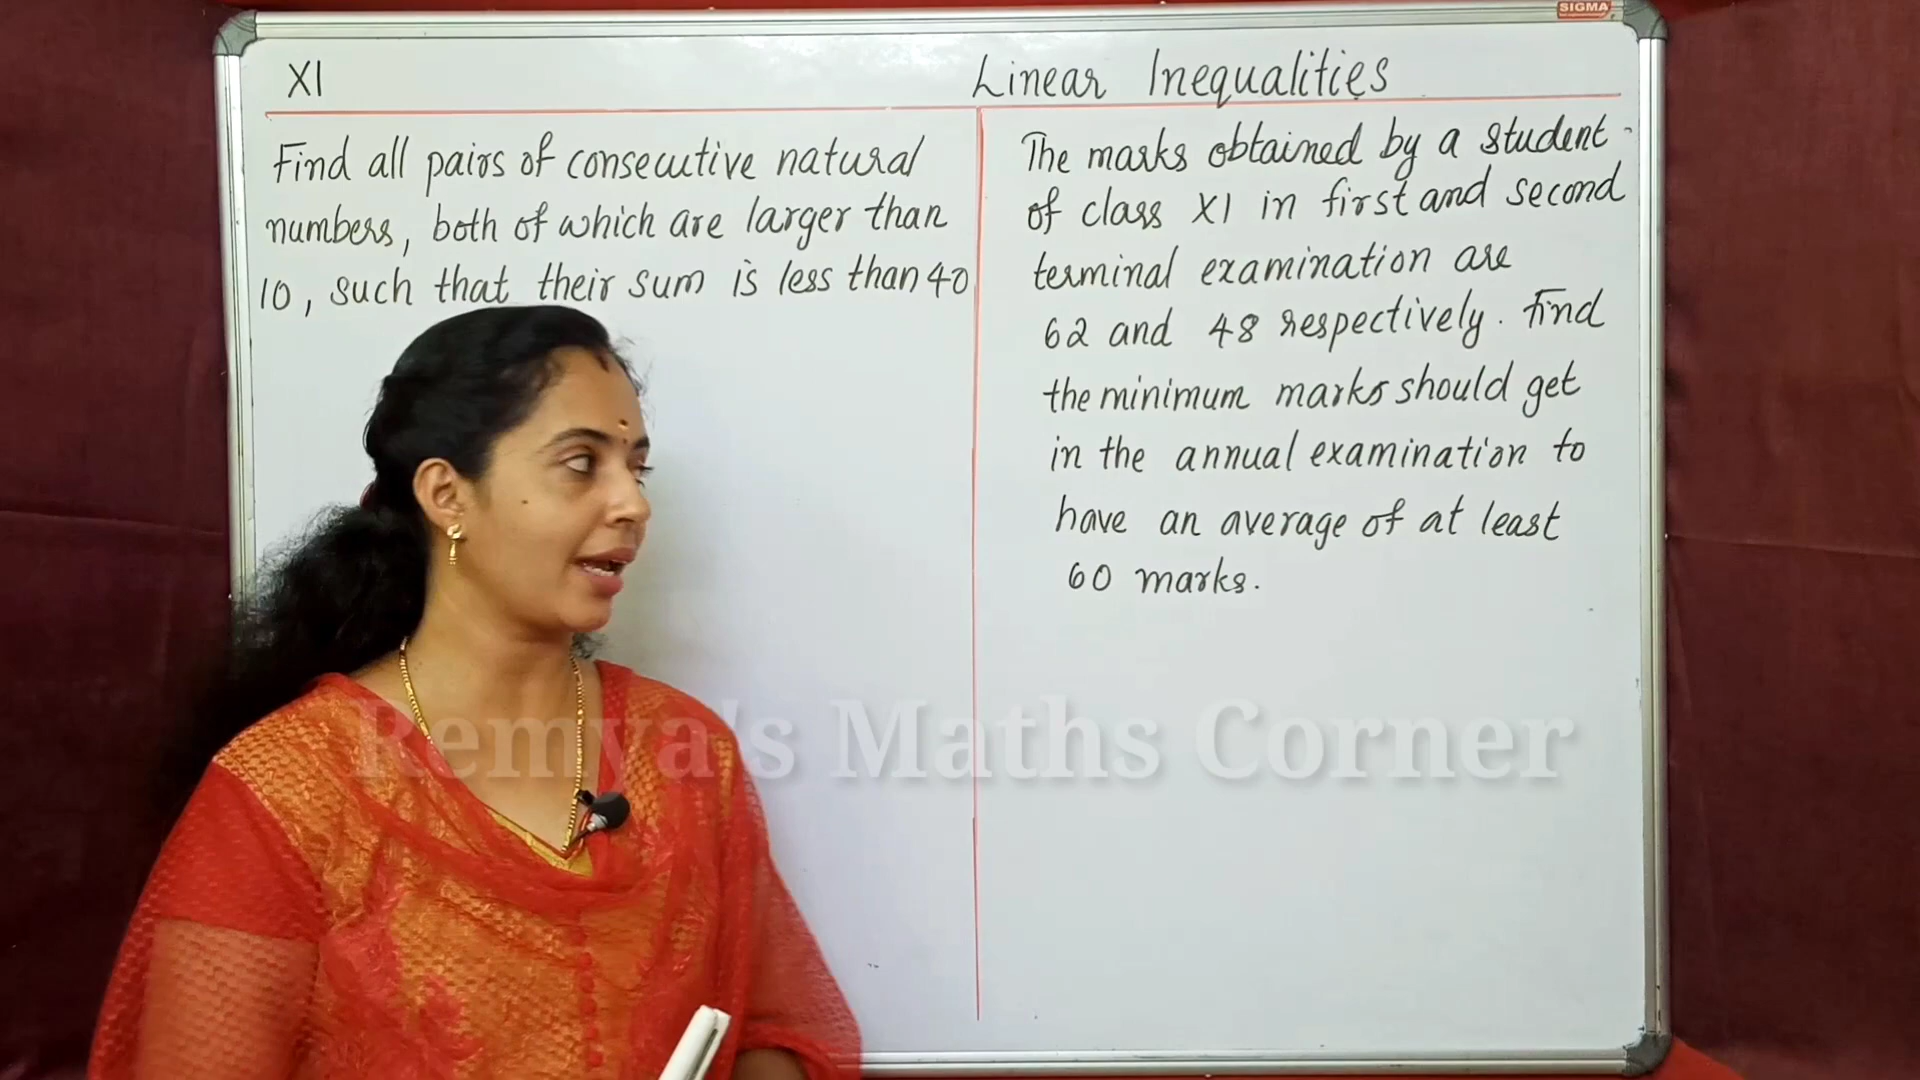 SIGMA
XI
Linear Inequalities
Find all pairs of consecutive natural
numbers, both of which are larger than
10, such that their sum is less than 40
The marks obtained by a student
of class XI in first and second
terminal examination are
62 and 48 respectively. Find
the minimum marks should get
in the annual examination to
have an average of at least
60 marks.
Remya's Maths Corner